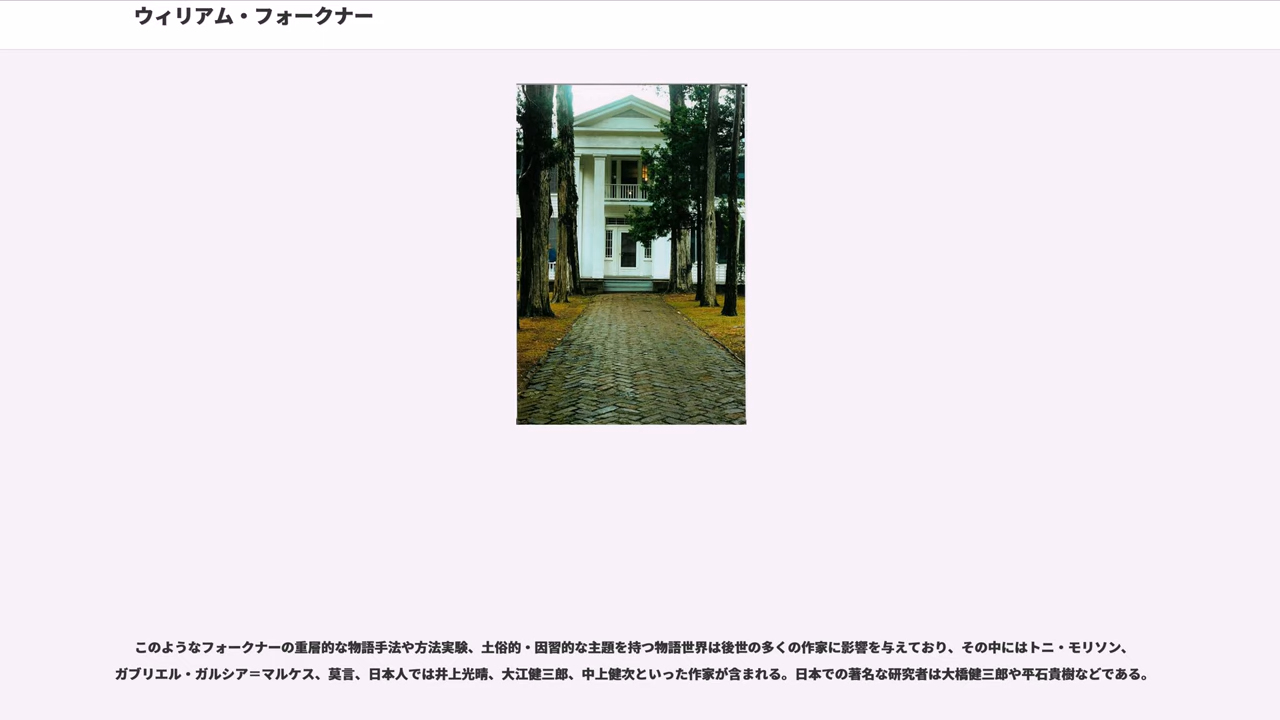 ウィリアム・フォークナー
このようなフォークナーの重層的な物語手法や方法実験、土俗的・因習的な主題を持つ物語世界は後世の多くの作家に影響を与えており、その中にはトニ・モリソン、
ガブリエル・ガルシア＝マルケス、莫言、日本人では井上光晴、大江健三郎、中上健次といった作家が含まれる。日本での著名な研究者は大橋健三郎や平石貴樹などである。